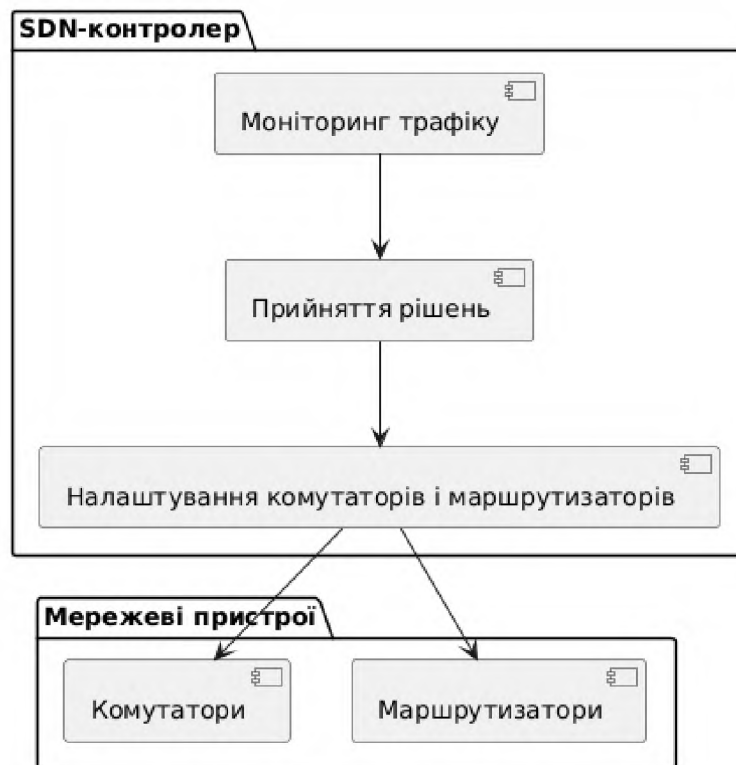 SDN-контролер
Моніторинг трафіку
Прийняття рішень
Налаштування комутаторів і маршрутизаторів
Мережеві пристрої
Комутатори
Маршрутизатори